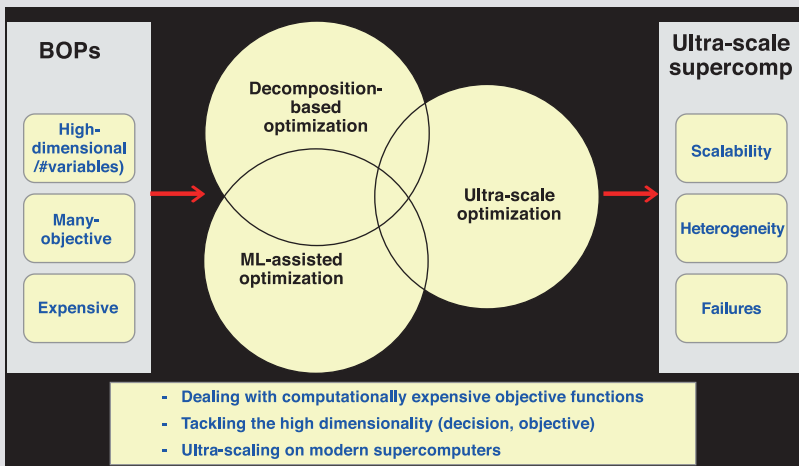 BOPs
High-
dimensional
/#variables)
Many-
objective
Expensive
Decomposition-
based
optimization
ML-assisted
optimization
Ultra-scale
optimization
Ultra-scale
supercomp
Scalability
Heterogeneity
Failures
- Dealing with computationally expensive objective functions
- Tackling the high dimensionality (decision, objective)
- Ultra-scaling on modern supercomputers